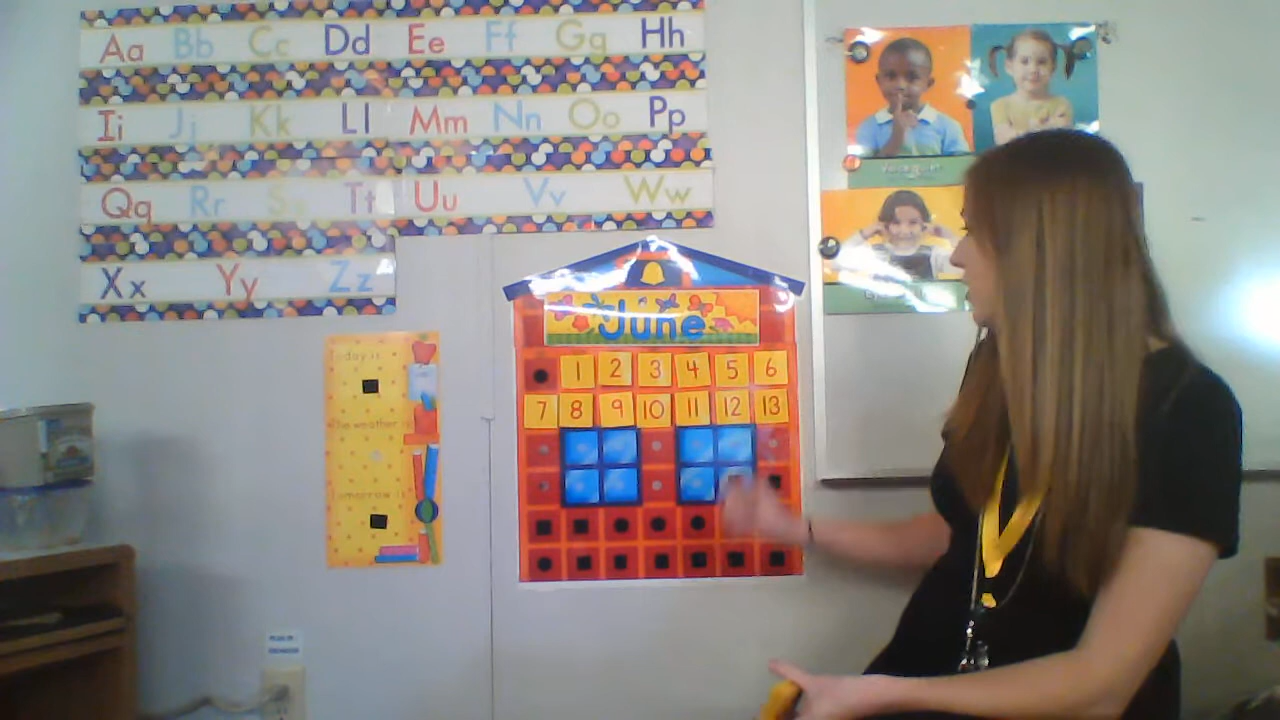 Aa Bb Cc Dd Ee Ff Gg Hh
Ii Jj Kk Ll Mm Nn Oo Pp
Qq Rr Ss Tt Uu Vv Ww
Xx Yy Zz
June
1 2 3 4 5 6
7 8 9 10 11 12 13
Today is
The weather is
Tomorrow is